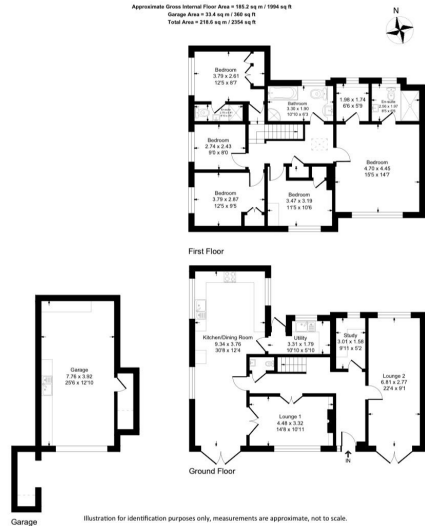 Approximate Gross Internal Floor Area = 185.2 sq m / 1994 sq ft
Garage Area = 33.4 sq m / 360 sq ft
Total Area = 218.6 sq m / 2354 sq ft
N
Bedroom
3.79 x 2.61
12'5 x 8'7
Bathroom
3.30 x 1.90
10'10 x 6'3
1.98 x 1.74
6'6 x 5'9
En-suite
Bedroom
2.74 x 2.43
9'0 x 8'0
Bedroom
4.70 x 4.45
15'5 x 14'7
Bedroom
3.79 x 2.87
12'5 x 9'5
Bedroom
3.47 x 3.19
11'5 x 10'6
First Floor
Garage
7.76 x 3.92
25'6 x 12'10
Kitchen/Dining Room
9.34 x 3.76
30'8 x 12'4
Utility
3.31 x 1.79
10'10 x 5'10
Study
3.01 x 1.58
9'11 x 5'2
Lounge 2
6.81 x 2.77
22'4 x 9'1
Lounge 1
4.48 x 3.32
14'8 x 10'11
IN
Ground Floor
Garage
Illustration for identification purposes only, measurements are approximate, not to scale.